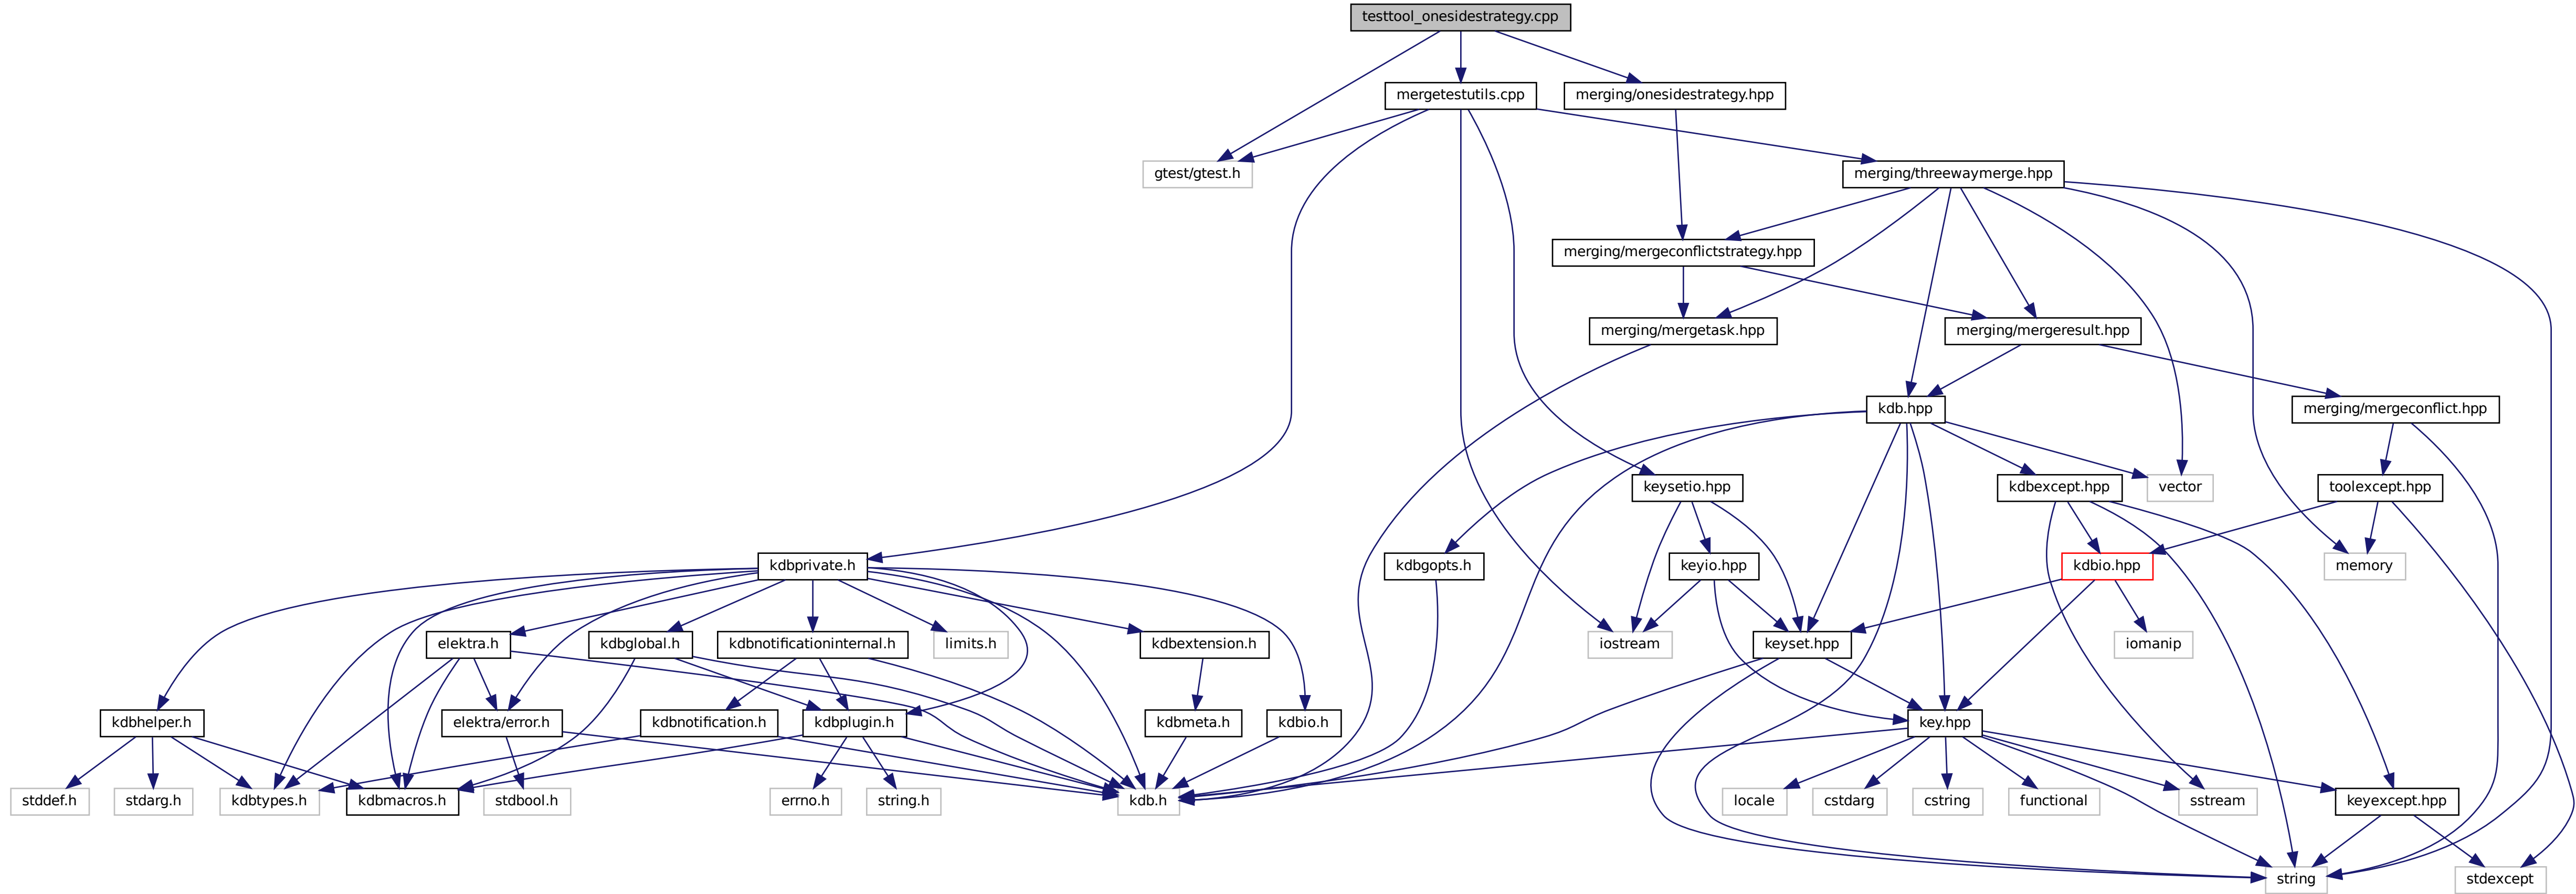 testtool_onesidestrategy.cpp
mergetestutils.cpp
merging/onesidestrategy.hpp
gtest/gtest.h
merging/threewaymerge.hpp
merging/mergeconflictstrategy.hpp
merging/mergetask.hpp
merging/mergeresult.hpp
kdb.hpp
merging/mergeconflict.hpp
keysetio.hpp
kdbexcept.hpp
vector
toolexcept.hpp
kdbprivate.h
kdbgopts.h
keyio.hpp
kdbio.hpp
memory
elektra.h
kdbglobal.h
kdbnotificationinternal.h
limits.h
kdbextension.h
iostream
keyset.hpp
iomanip
kdbhelper.h
elektra/error.h
kdbnotification.h
kdbplugin.h
kdbmeta.h
kdbio.h
key.hpp
stddef.h
stdarg.h
kdbtypes.h
kdbmacros.h
stdbool.h
errno.h
string.h
kdb.h
locale
cstdarg
cstring
functional
sstream
keyexcept.hpp
string
stdexcept